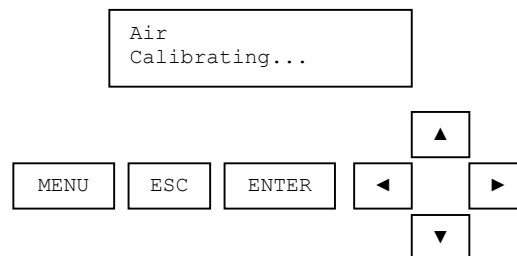 Air
Calibrating...
▲
MENU ESC ENTER ◄ ►
▼